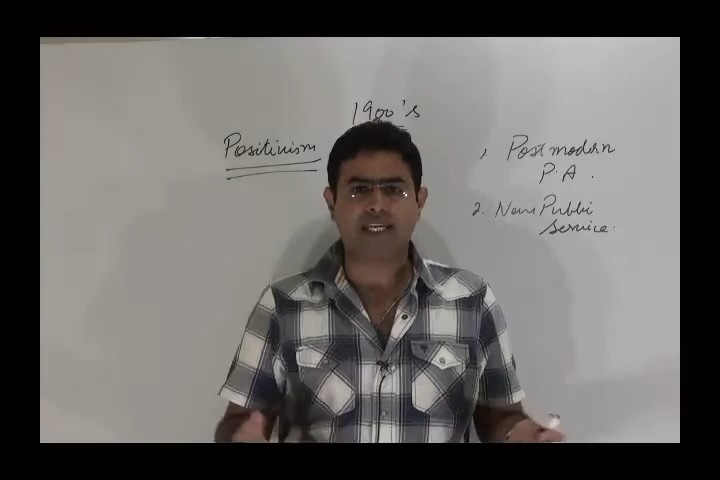 1900's
Positivism
1. Postmodern
P.A.
2. New Public
Service.